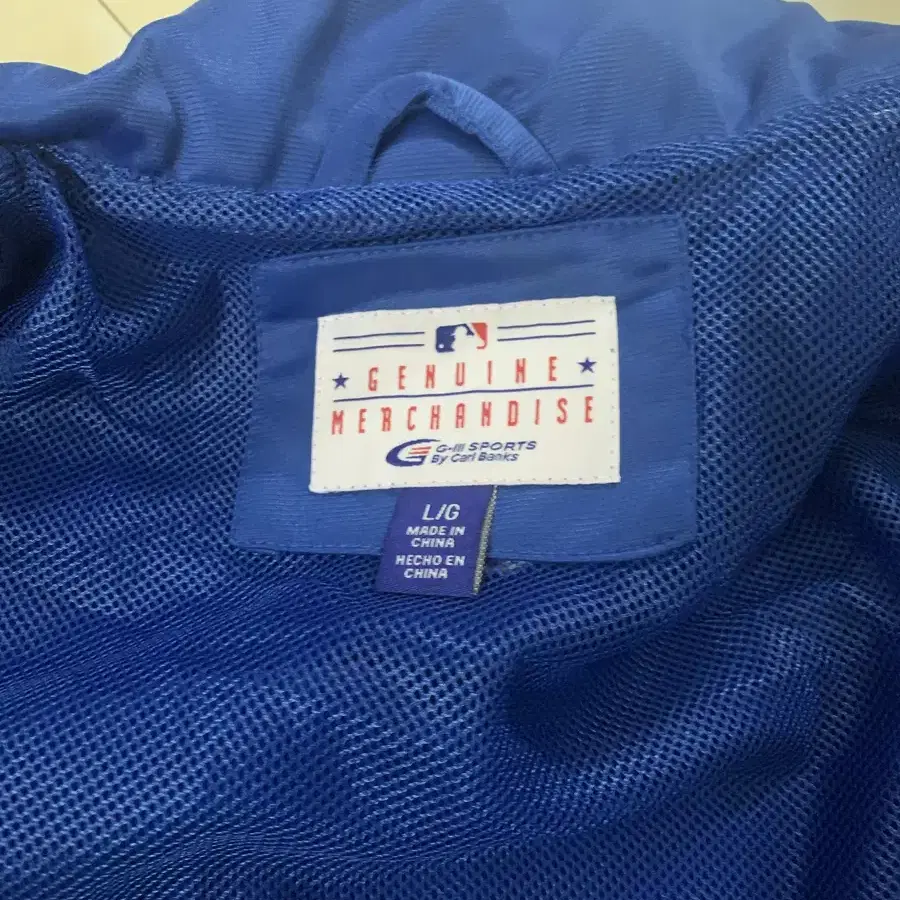 ★ GENUINE ★
MERCHANDISE
G-III SPORTS
By Carl Banks
L/G
MADE IN
CHINA
HECHO EN
CHINA